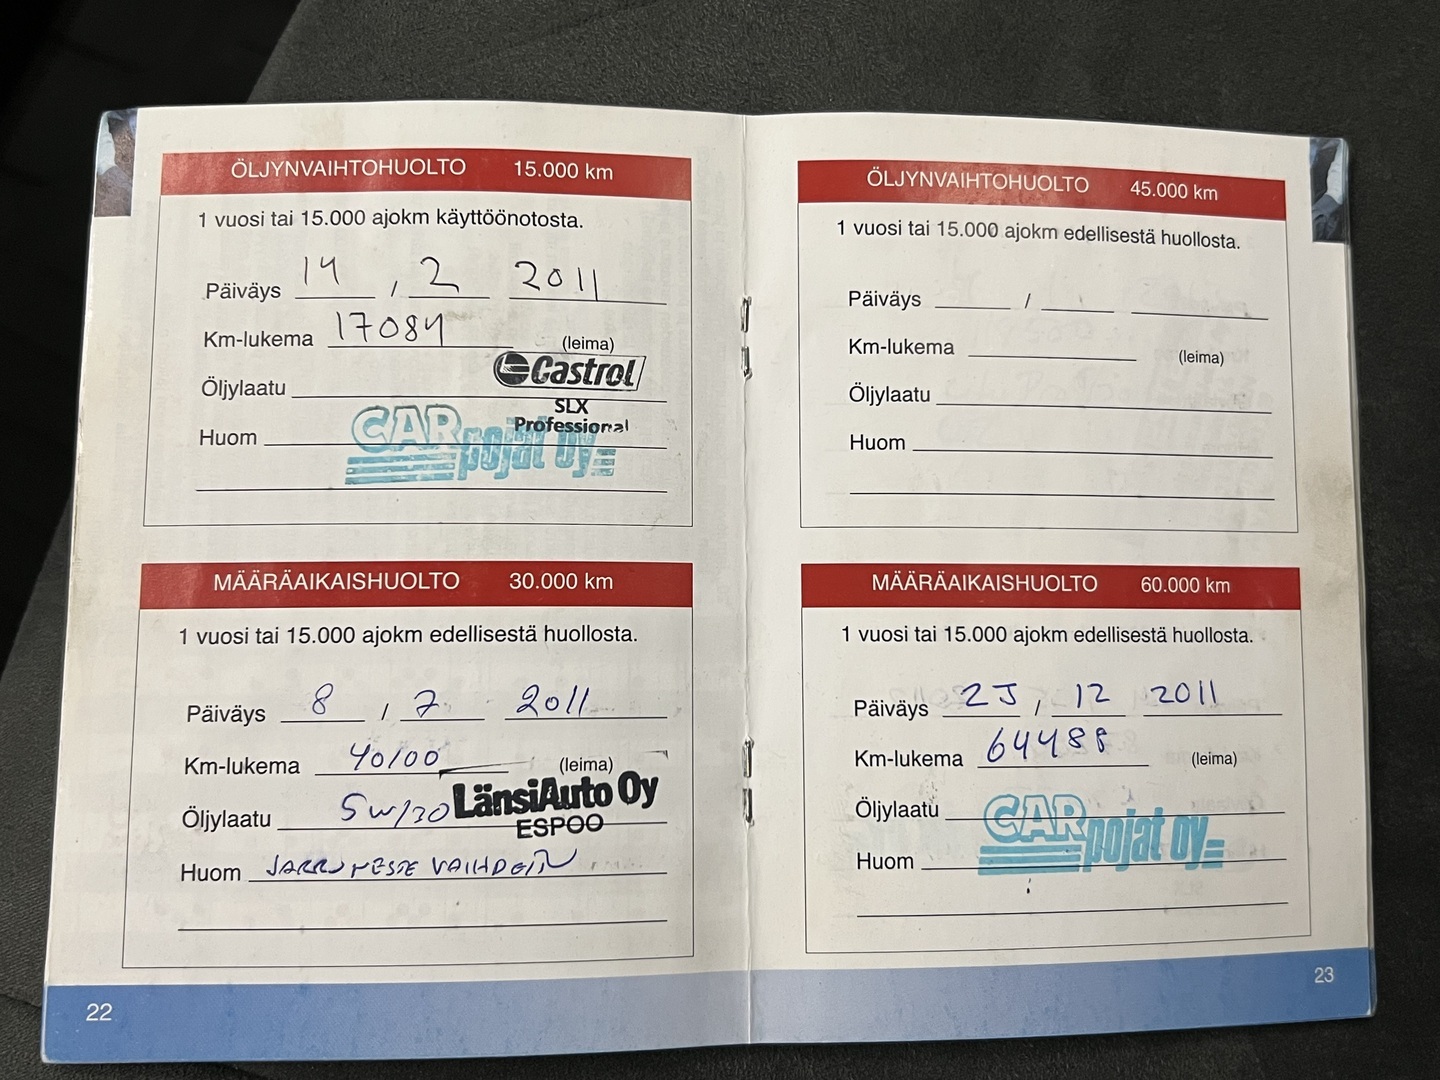 ÖLJYNVAIHTOHUOLTO 15.000 km
1 vuosi tai 15.000 ajokm käyttöönotosta.
Päiväys 14 / 2 2011
Km-lukema 17084 (leima)
Castrol
Öljylaatu
SLX
Professional
Huom CAR pojat oy
MÄÄRÄAIKAISHUOLTO 30.000 km
1 vuosi tai 15.000 ajokm edellisestä huollosta.
Päiväys 8 / 7 2011
Km-lukema 40100 (leima)
Öljylaatu 5W/30 LänsiAuto Oy
ESPOO
Huom JARRUNESTE VAIHDETTU
22
ÖLJYNVAIHTOHUOLTO 45.000 km
1 vuosi tai 15.000 ajokm edellisestä huollosta.
Päiväys /
Km-lukema (leima)
Öljylaatu
Huom
MÄÄRÄAIKAISHUOLTO 60.000 km
1 vuosi tai 15.000 ajokm edellisestä huollosta.
Päiväys / 12 2011
Km-lukema 64488 (leima)
Öljylaatu
CAR pojat oy
Huom
23